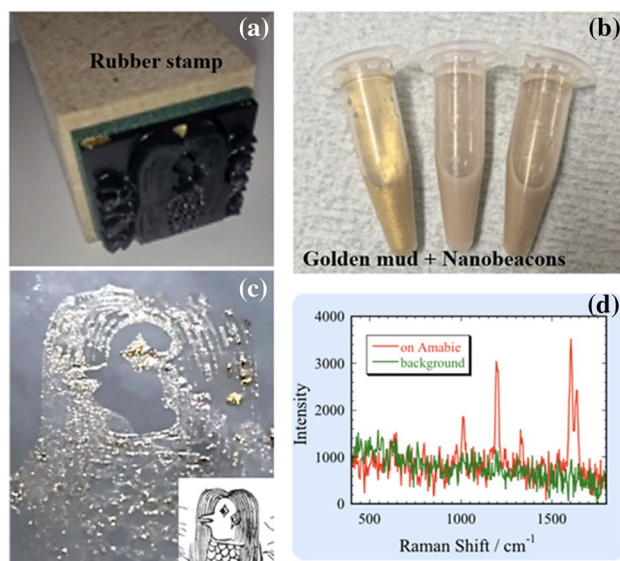 (a)
Rubber stamp
(b)
Golden mud + Nanobeacons
(c)
(d)
4000
3000
2000
1000
0
Intensity
on Amabie
background
500
1000
1500
Raman Shift / cm⁻¹